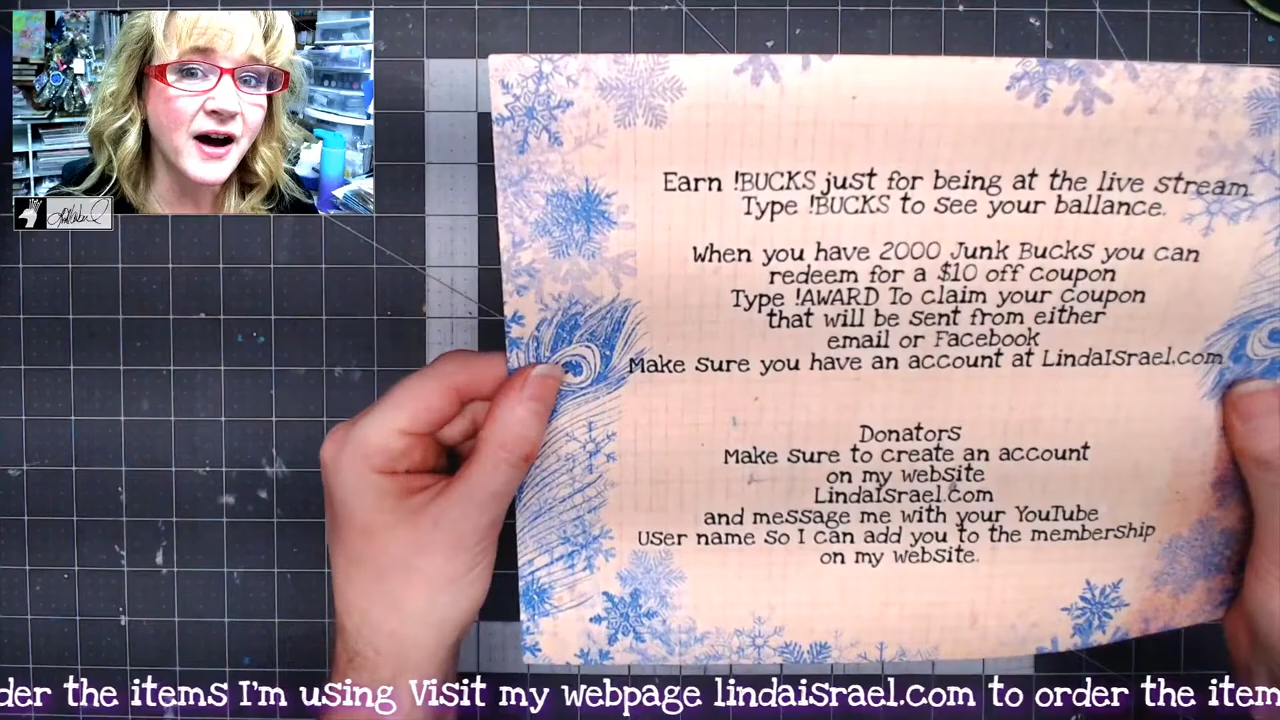 Earn !BUCKS just for being at the live stream
Type !BUCKS to see your ballance.
When you have 2000 Junk Bucks you can
redeem for a $10 off coupon
Type !AWARD To claim your coupon
that will be sent from either
email or Facebook
Make sure you have an account at LindaIsrael.com
Donators
Make sure to create an account
on my website
LindaIsrael.com
and message me with your YouTube
User name so I can add you to the membership
on my website.
der the items I'm using Visit my webpage lindaisrael.com to order the item